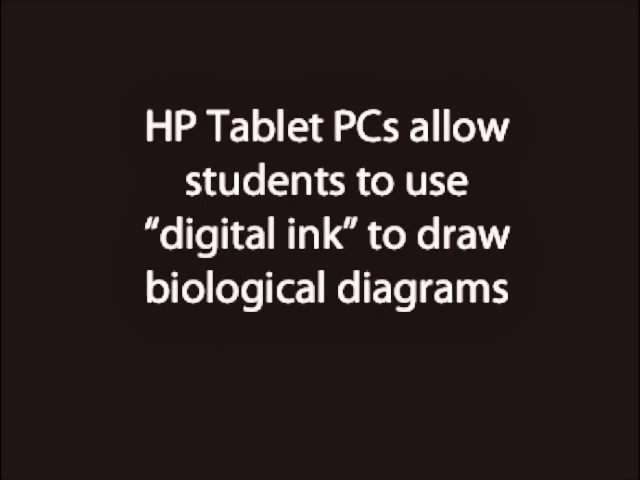 HP Tablet PCs allow
students to use
“digital ink” to draw
biological diagrams